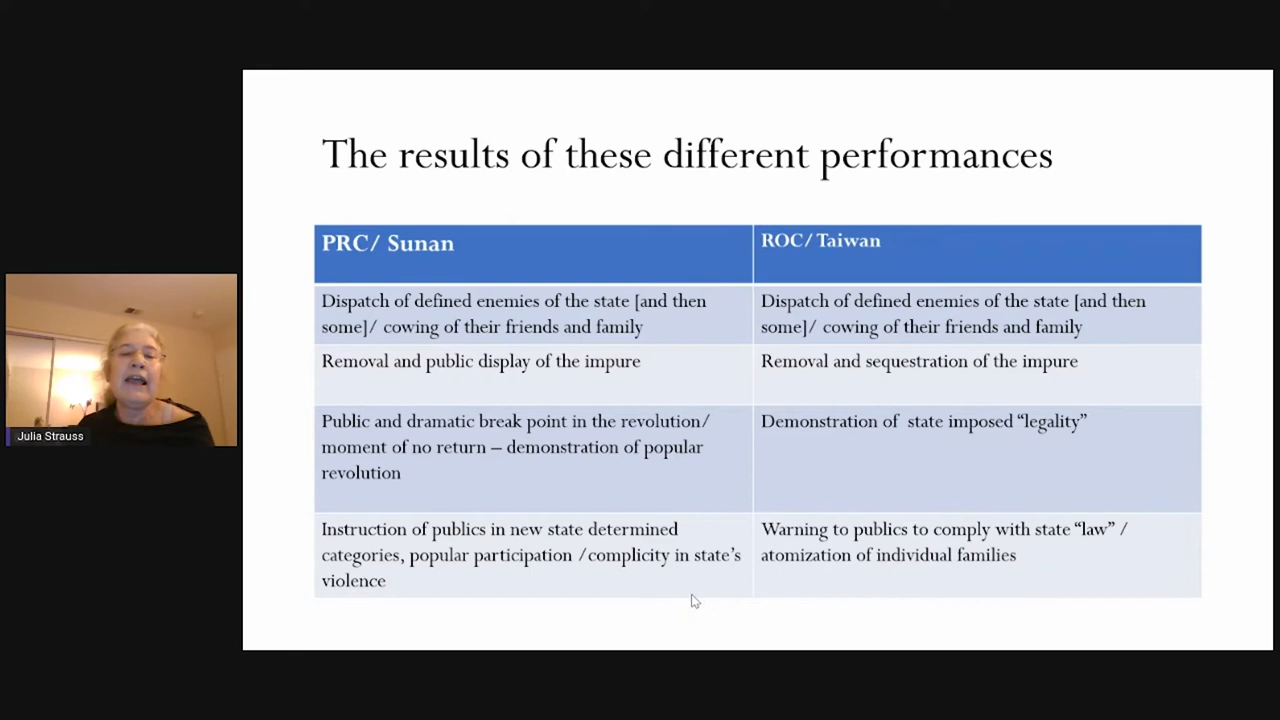 The results of these different performances
PRC/ Sunan
ROC/ Taiwan
Dispatch of defined enemies of the state [and then
some]/ cowing of their friends and family
Dispatch of defined enemies of the state [and then
some]/ cowing of their friends and family
Removal and public display of the impure
Removal and sequestration of the impure
Public and dramatic break point in the revolution/
moment of no return – demonstration of popular
revolution
Demonstration of state imposed “legality”
Instruction of publics in new state determined
categories, popular participation /complicity in state’s
violence
Warning to publics to comply with state “law” /
atomization of individual families
Julia Strauss